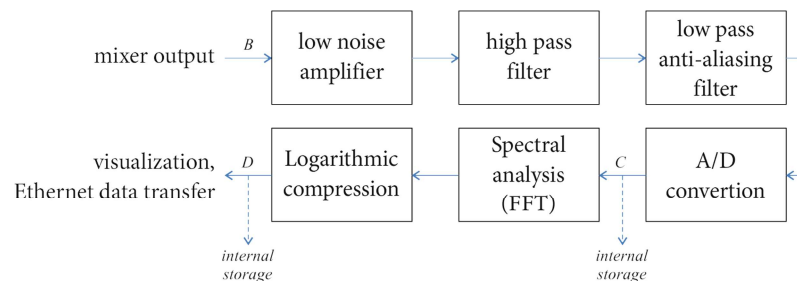 mixer output
B
low noise
amplifier
high pass
filter
low pass
anti-aliasing
filter
visualization,
Ethernet data transfer
D
Logarithmic
compression
Spectral
analysis
(FFT)
C
A/D
convertion
internal
storage
internal
storage